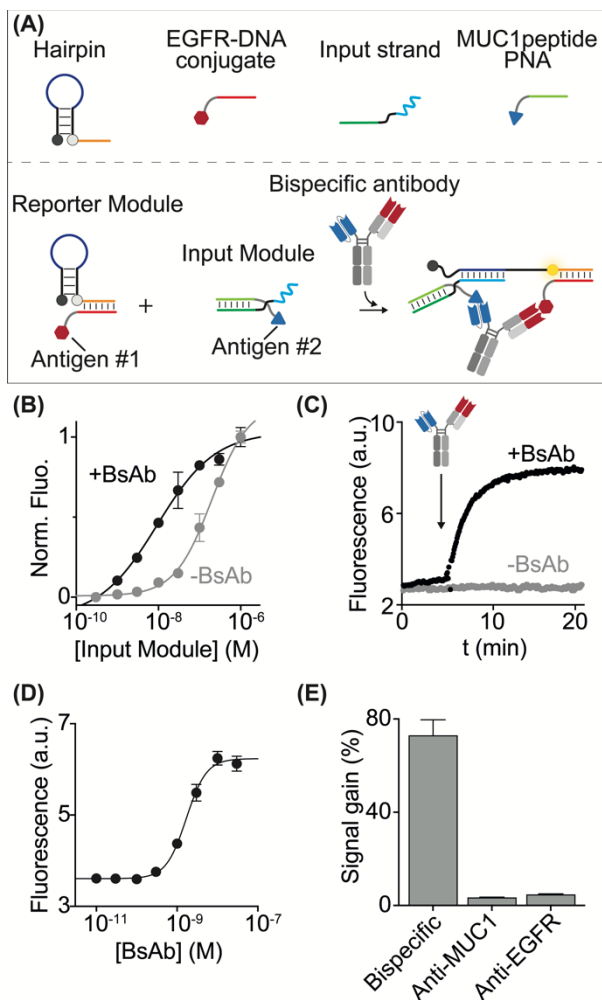 (A)
Hairpin
EGFR-DNA
conjugate
Input strand
MUC1peptide
PNA
Bispecific antibody
Reporter Module
Input Module
+
Antigen #1
Antigen #2
(B)
Norm. Fluo.
1
0
+BsAb
-BsAb
10⁻¹⁰ 10⁻⁸ 10⁻⁶
[Input Module] (M)
(C)
Fluorescence (a.u.)
10
6
2
+BsAb
-BsAb
0 10 20
t (min)
(D)
Fluorescence (a.u.)
7
5
3
10⁻¹¹ 10⁻⁹ 10⁻⁷
[BsAb] (M)
(E)
Signal gain (%)
80
40
0
Bispecific
Anti-MUC1
Anti-EGFR